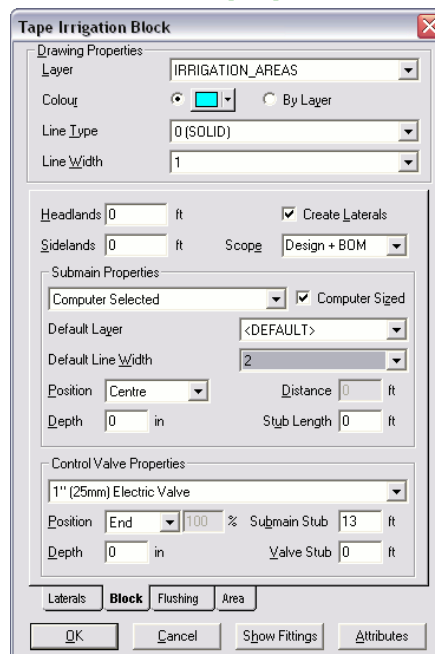 Tape Irrigation Block
Drawing Properties
Layer IRRIGATION_AREAS
Colour By Layer
Line Type 0 (SOLID)
Line Width 1
Headlands 0 ft Create Laterals
Sidelands 0 ft Scope Design + BOM
Submain Properties
Computer Selected Computer Sized
Default Layer <DEFAULT>
Default Line Width 2
Position Centre Distance 0 ft
Depth 0 in Stub Length 0 ft
Control Valve Properties
1" (25mm) Electric Valve
Position End 100 % Submain Stub 13 ft
Depth 0 in Valve Stub 0 ft
Laterals Block Flushing Area
OK Cancel Show Fittings Attributes